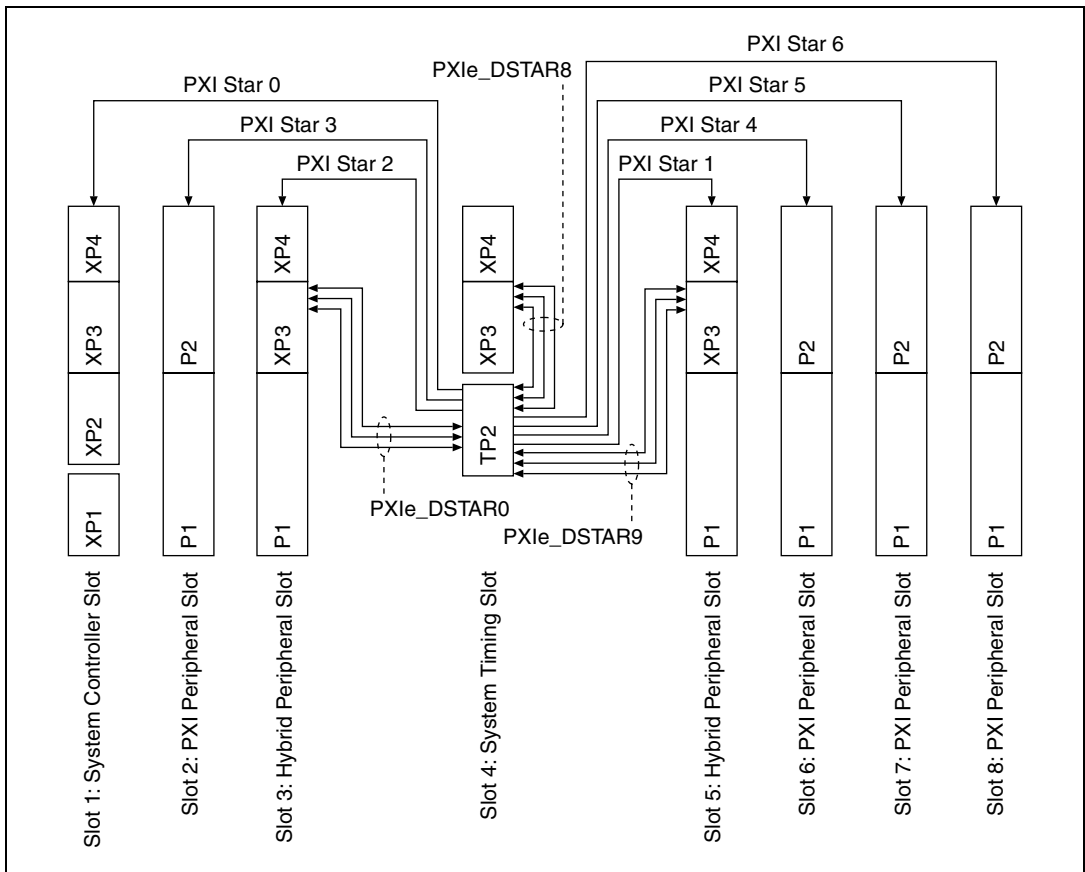 PXI Star 6
PXIe_DSTAR8
PXI Star 0
PXI Star 5
PXI Star 3
PXI Star 4
PXI Star 2
PXI Star 1
XP4
XP3
XP2
XP1
P2
P1
XP4
XP3
P1
XP4
XP3
TP2
XP4
XP3
P1
P2
P1
P2
P1
P2
P1
PXIe_DSTAR0
PXIe_DSTAR9
Slot 1: System Controller Slot
Slot 2: PXI Peripheral Slot
Slot 3: Hybrid Peripheral Slot
Slot 4: System Timing Slot
Slot 5: Hybrid Peripheral Slot
Slot 6: PXI Peripheral Slot
Slot 7: PXI Peripheral Slot
Slot 8: PXI Peripheral Slot